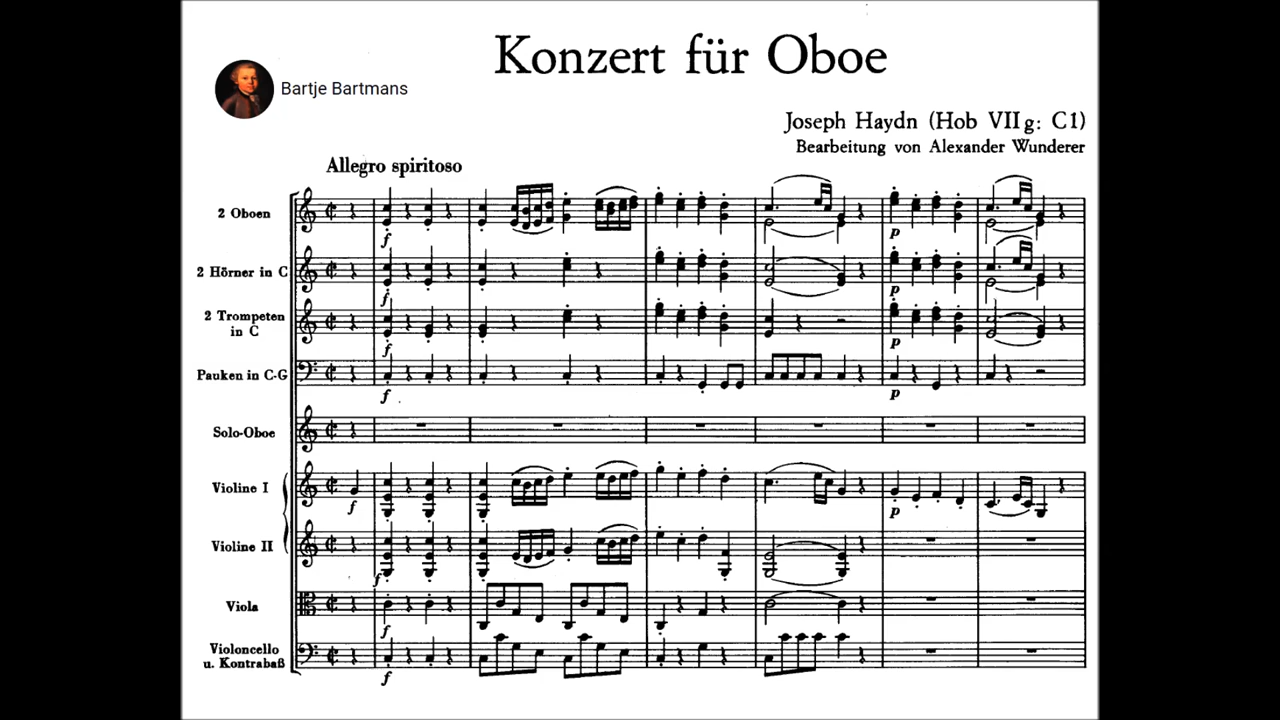 Konzert für Oboe
Bartje Bartmans
Joseph Haydn (Hob VII g: C1)
Bearbeitung von Alexander Wunderer
Allegro spiritoso
2 Oboen
f
p
2 Hörner in C
f
p
2 Trompeten
in C
f
p
Pauken in C-G
f
p
Solo-Oboe
Violine I
f
p
Violine II
f
Viola
f
Violoncello
u. Kontrabaß
f